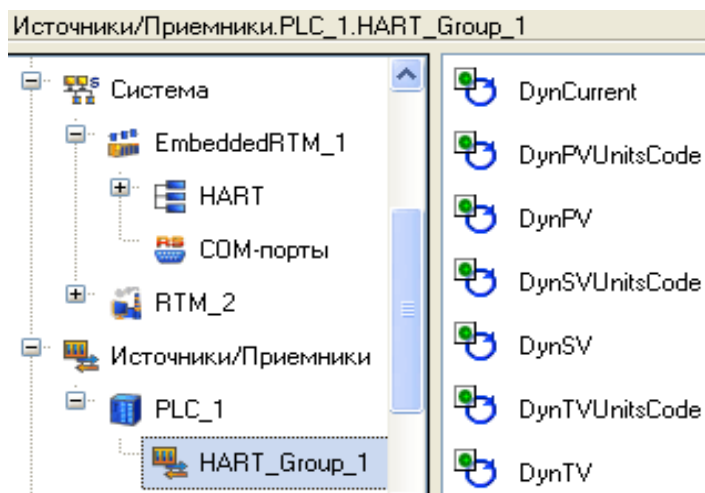 Источники/Приемники.PLC_1.HART_Group_1
Система
EmbeddedRTM_1
HART
COM-порты
RTM_2
Источники/Приемники
PLC_1
HART_Group_1
DynCurrent
DynPVUnitsCode
DynPV
DynSVUnitsCode
DynSV
DynTVUnitsCode
DynTV